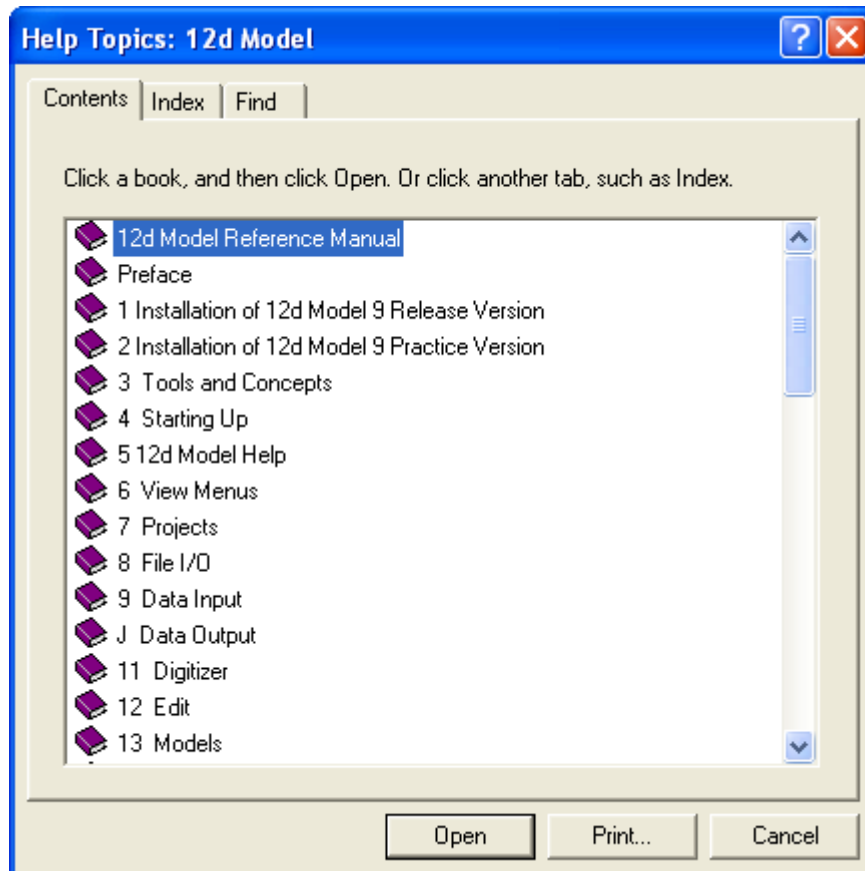 Help Topics: 12d Model
Contents Index Find
Click a book, and then click Open. Or click another tab, such as Index.
12d Model Reference Manual
Preface
1 Installation of 12d Model 9 Release Version
2 Installation of 12d Model 9 Practice Version
3 Tools and Concepts
4 Starting Up
5 12d Model Help
6 View Menus
7 Projects
8 File I/O
9 Data Input
J Data Output
11 Digitizer
12 Edit
13 Models
Open Print... Cancel